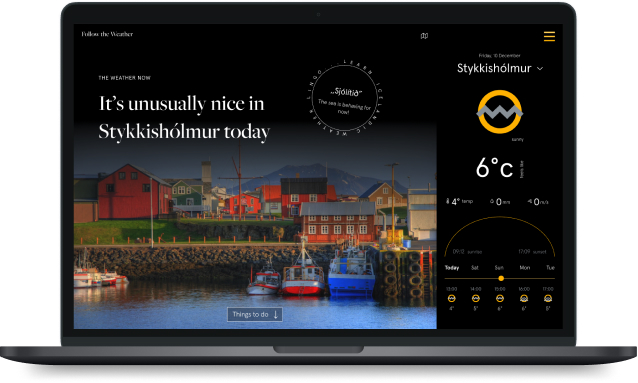 Follow the Weather
THE WEATHER NOW
It's unusually nice in
Stykkishólmur today
LEARN ICELANDIC WEATHER LINGO
„Sjólítið"
The sea is behaving for
now!
Things to do ↓
Friday, 10 December
Stykkishólmur
sunny
6°c
feels like
4° temp 0 mm 0 m/s
sunrise 17:09 sunset
Today Sat Sun Mon Tue
13:00 14:00 15:00 16:00 17:00
4° 5° 6° 6° 5°